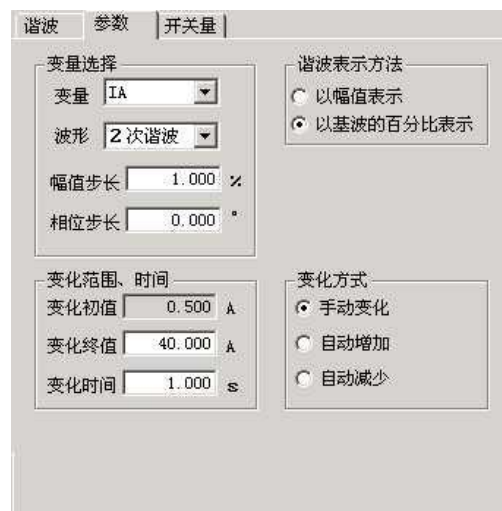 谐波 参数 开关量
变量选择
变量 IA
波形 2次谐波
幅值步长 1.000 %
相位步长 0.000 °
谐波表示方法
以幅值表示
以基波的百分比表示
变化范围、时间
变化初值 0.500 A
变化终值 40.000 A
变化时间 1.000 s
变化方式
手动变化
自动增加
自动减少